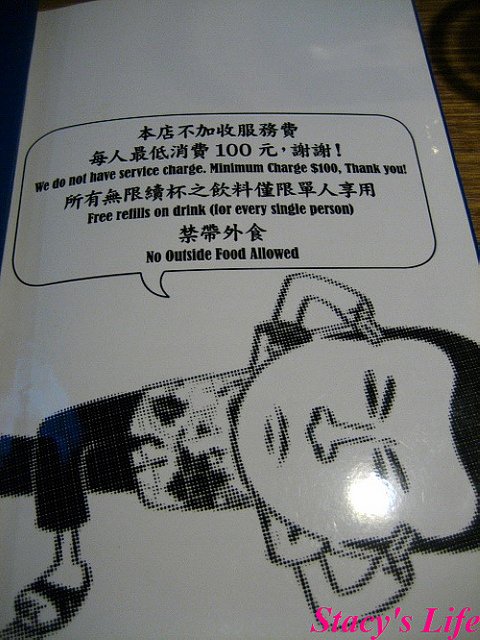 本店不加收服務費
每人最低消費 100 元，謝謝！
We do not have service charge. Minimum Charge $100, Thank you!
所有無限續杯之飲料僅限單人享用
Free refills on drink (for every single person)
禁帶外食
No Outside Food Allowed
Stacy's Life